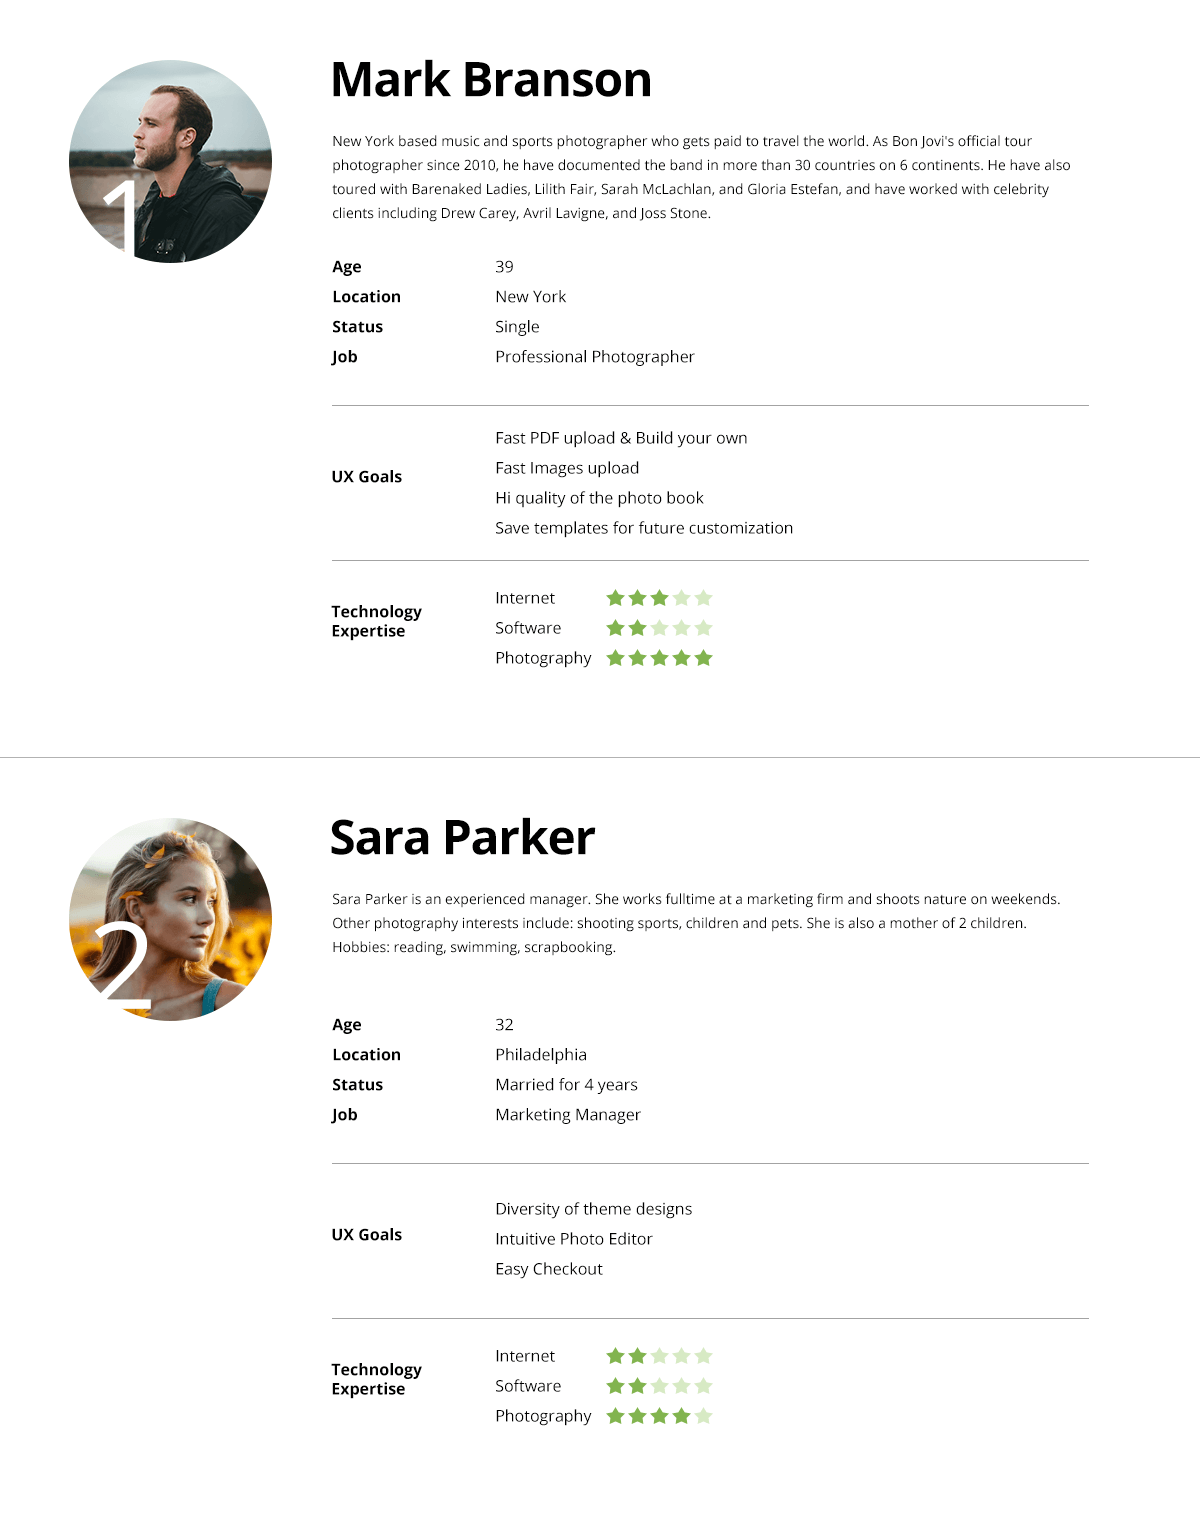 Mark Branson
New York based music and sports photographer who gets paid to travel the world. As Bon Jovi's official tour
photographer since 2010, he have documented the band in more than 30 countries on 6 continents. He have also
toured with Barenaked Ladies, Lilith Fair, Sarah McLachlan, and Gloria Estefan, and have worked with celebrity
clients including Drew Carey, Avril Lavigne, and Joss Stone.
1
Age 39
Location New York
Status Single
Job Professional Photographer
UX Goals
Fast PDF upload & Build your own
Fast Images upload
Hi quality of the photo book
Save templates for future customization
Technology
Expertise
Internet
Software
Photography
Sara Parker
Sara Parker is an experienced manager. She works fulltime at a marketing firm and shoots nature on weekends.
Other photography interests include: shooting sports, children and pets. She is also a mother of 2 children.
Hobbies: reading, swimming, scrapbooking.
2
Age 32
Location Philadelphia
Status Married for 4 years
Job Marketing Manager
UX Goals
Diversity of theme designs
Intuitive Photo Editor
Easy Checkout
Technology
Expertise
Internet
Software
Photography